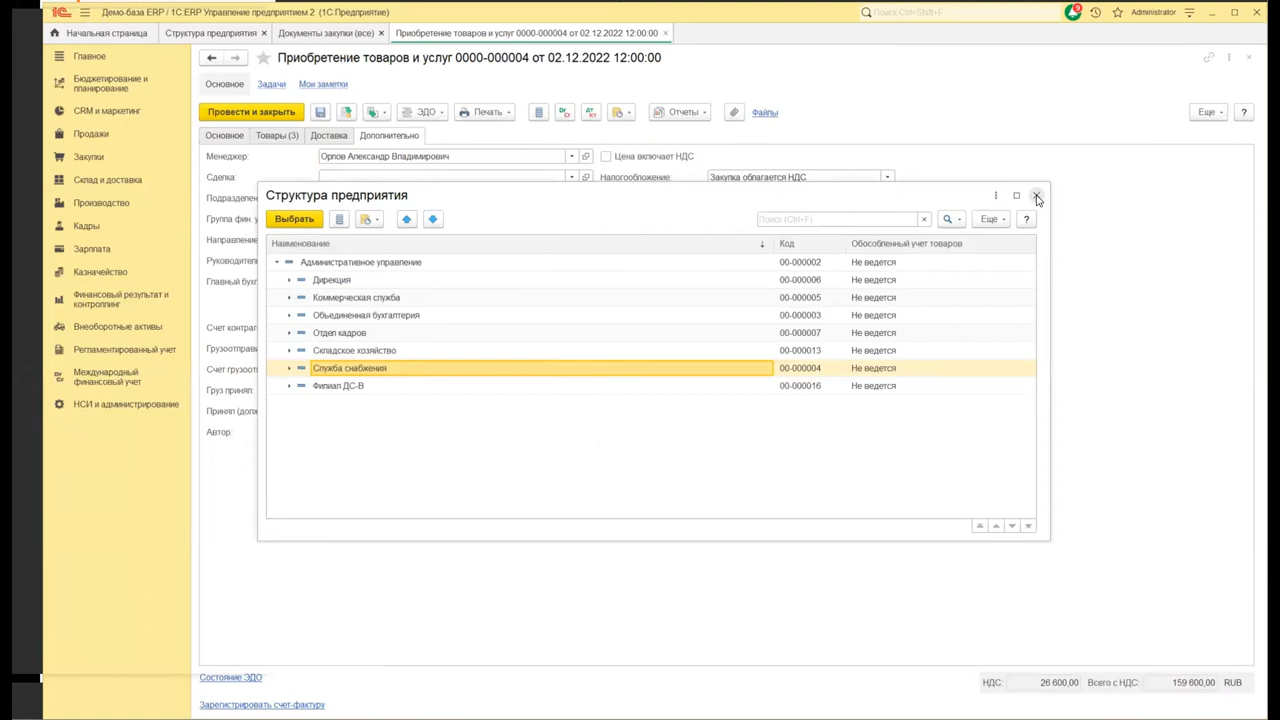 Демо-база ERP / 1С:ERP Управление предприятием 2 (1С:Предприятие)
Поиск Ctrl+Shift+F
Administrator
Начальная страница
Структура предприятия ×
Документы закупки (все) ×
Приобретение товаров и услуг 0000-000004 от 02.12.2022 12:00:00 ×
Главное
Бюджетирование и
планирование
CRM и маркетинг
Продажи
Закупки
Склад и доставка
Производство
Кадры
Зарплата
Казначейство
Финансовый результат и
контроллинг
Внеоборотные активы
Регламентированный учет
Международный
финансовый учет
НСИ и администрирование
Приобретение товаров и услуг 0000-000004 от 02.12.2022 12:00:00
Основное Задачи Мои заметки
Провести и закрыть ЭДО Печать Отчеты Файлы Еще ?
Основное Товары (3) Доставка Дополнительно
Менеджер: Орлов Александр Владимирович Цена включает НДС
Сделка: Налогообложение: Закупка облагается НДС
Подразделен
Группа фин. у
Направление
Руководитель
Главный бухг
Счет контраг
Грузоотправи
Счет грузоот
Груз принял:
Принял (дол
Автор:
Структура предприятия
Выбрать Поиск (Ctrl+F) × Еще ?
Наименование Код Обособленный учет товаров
Административное управление 00-000002 Не ведется
Дирекция 00-000006 Не ведется
Коммерческая служба 00-000005 Не ведется
Объединенная бухгалтерия 00-000003 Не ведется
Отдел кадров 00-000007 Не ведется
Складское хозяйство 00-000013 Не ведется
Служба снабжения 00-000004 Не ведется
Филиал ДС-В 00-000016 Не ведется
Состояние ЭДО
НДС: 26 600,00 Всего с НДС: 159 600,00 RUB
Зарегистрировать счет-фактуру